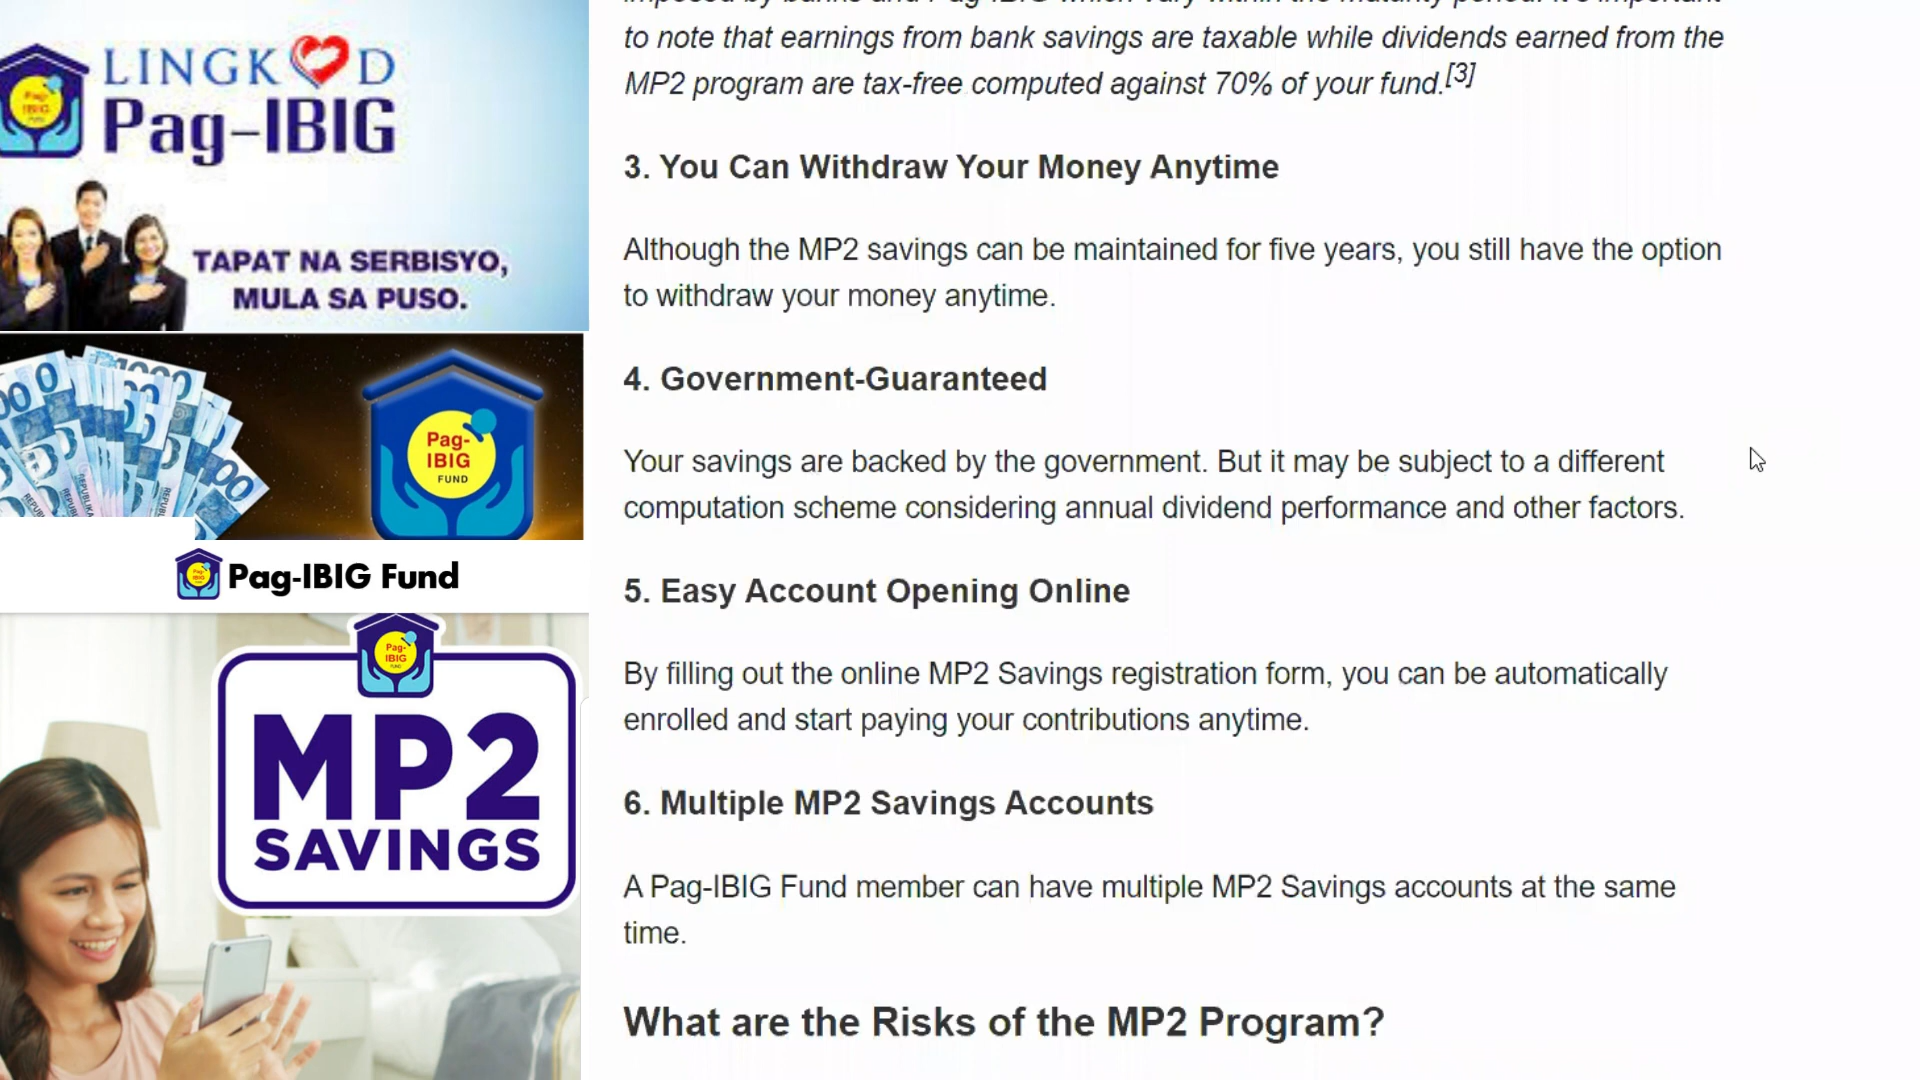 LINGKOD
Pag-IBIG
TAPAT NA SERBISYO,
MULA SA PUSO.
Pag-
IBIG
FUND
Pag-IBIG Fund
Pag-
IBIG
FUND
MP2
SAVINGS
to note that earnings from bank savings are taxable while dividends earned from the
MP2 program are tax-free computed against 70% of your fund.[3]
3. You Can Withdraw Your Money Anytime
Although the MP2 savings can be maintained for five years, you still have the option
to withdraw your money anytime.
4. Government-Guaranteed
Your savings are backed by the government. But it may be subject to a different
computation scheme considering annual dividend performance and other factors.
5. Easy Account Opening Online
By filling out the online MP2 Savings registration form, you can be automatically
enrolled and start paying your contributions anytime.
6. Multiple MP2 Savings Accounts
A Pag-IBIG Fund member can have multiple MP2 Savings accounts at the same
time.
What are the Risks of the MP2 Program?